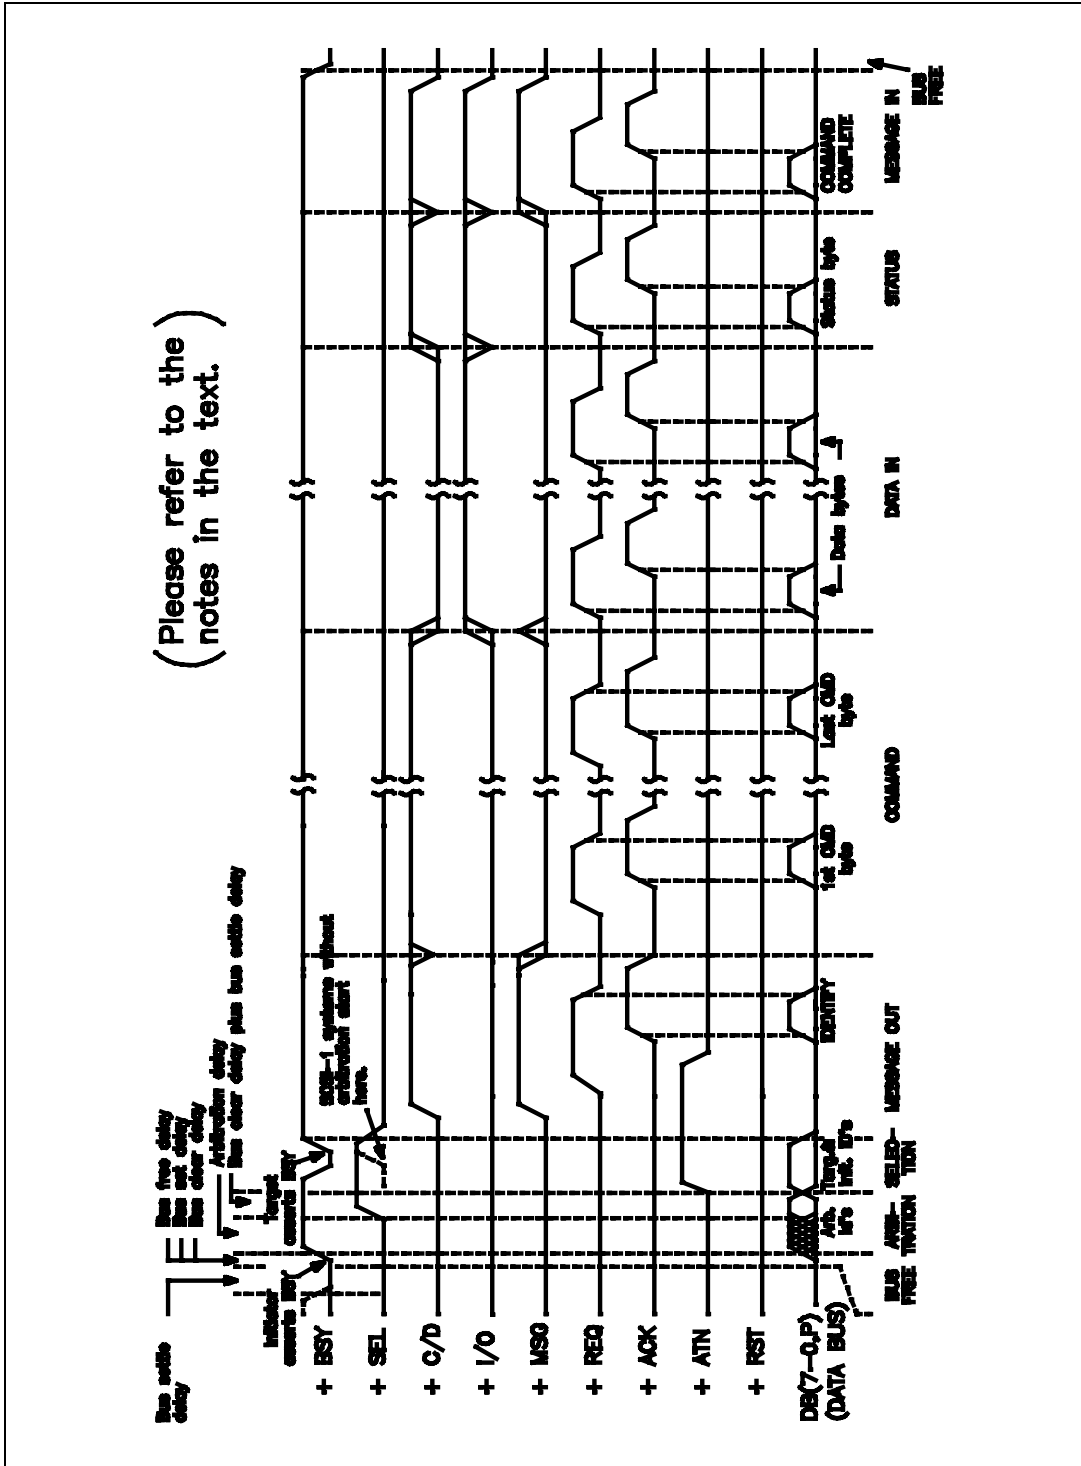 (Please refer to the
notes in the text.)
Bus settle
delay
Bus free delay
Bus set delay
Bus clear delay
Arbitration delay
Bus clear delay plus bus settle delay
Initiator
asserts BSY
Target
asserts BSY
SCSI-1 systems without
arbitration start
here.
+ BSY
+ SEL
+ C/D
+ I/O
+ MSG
+ REQ
+ ACK
+ ATN
+ RST
DB(7-0,P)
(DATA BUS)
Arb.
Id's
Targ.&
Init. ID's
IDENTIFY
1st CMD
byte
Last CMD
byte
Data bytes
Status byte
COMMAND
COMPLETE
BUS
FREE
ARBI-
TRATION
SELEC-
TION
MESSAGE OUT
COMMAND
DATA IN
STATUS
MESSAGE IN
BUS
FREE